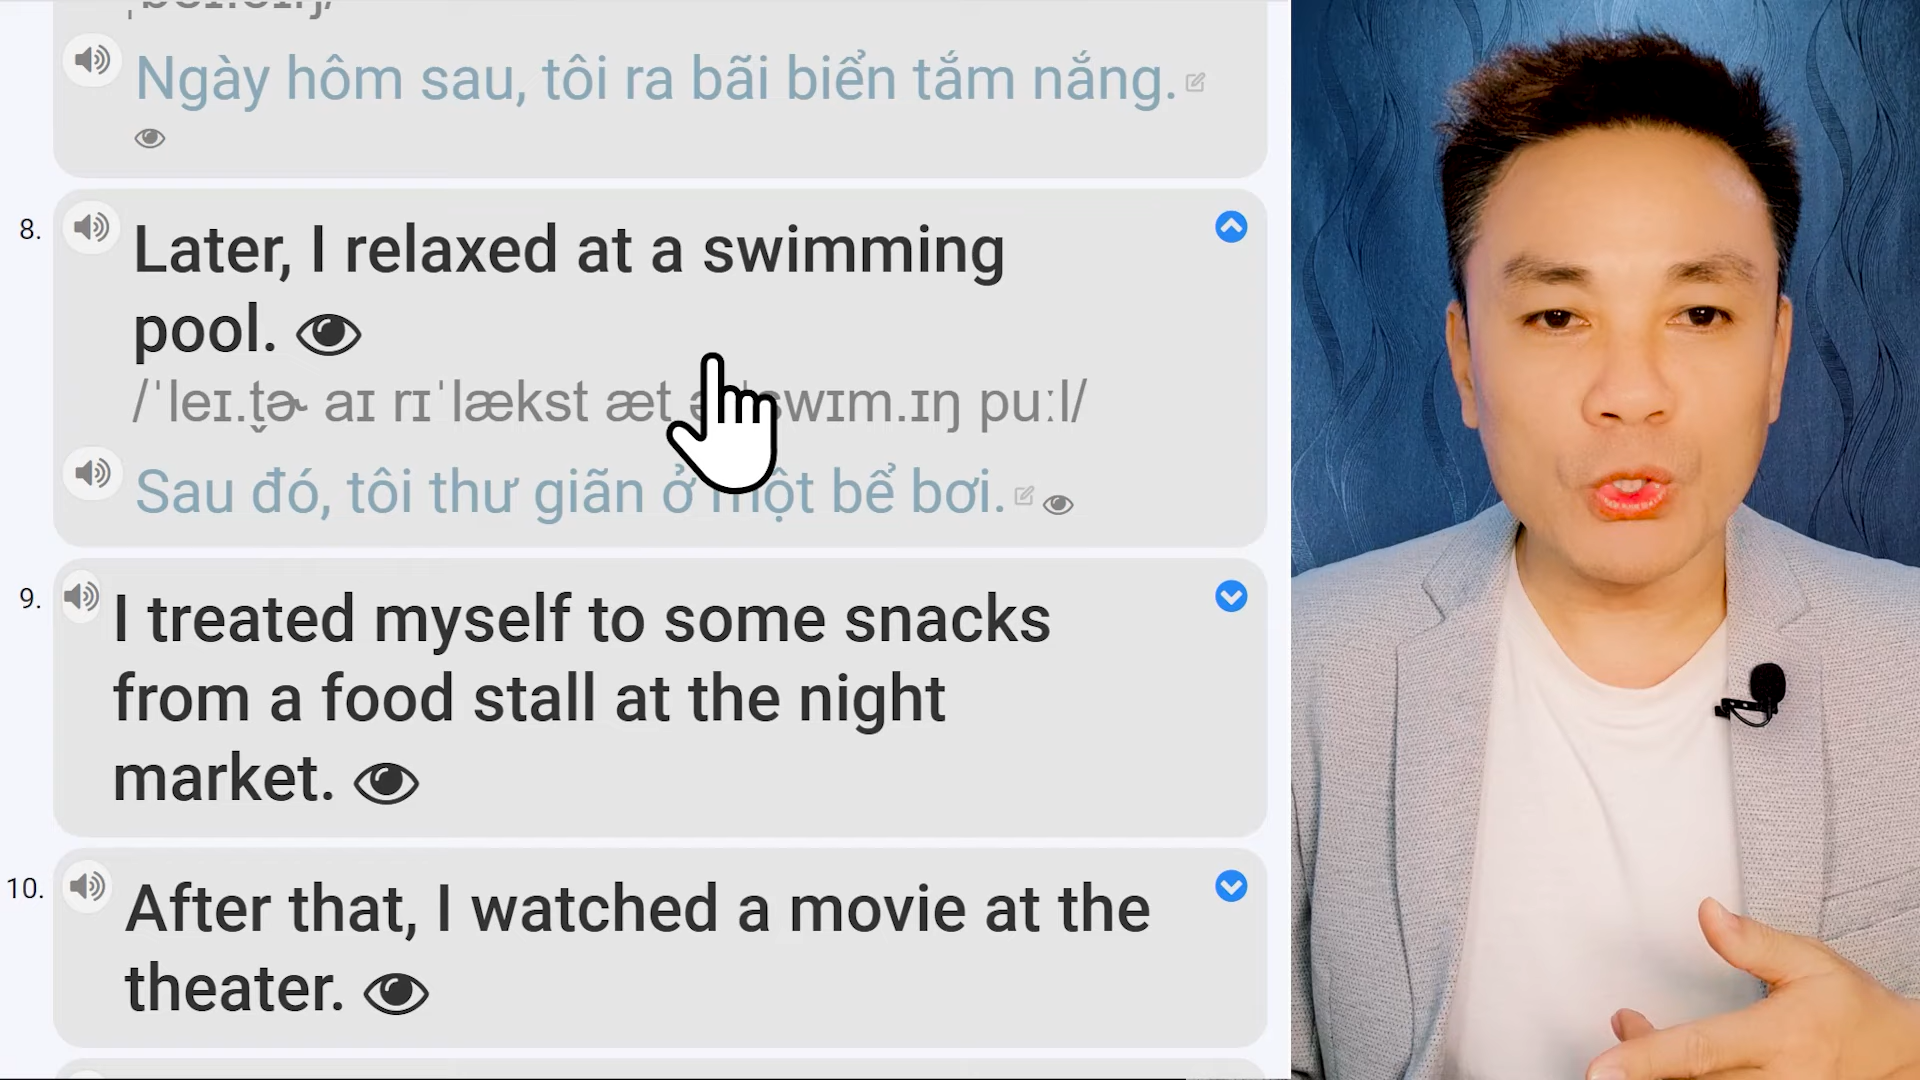 Ngày hôm sau, tôi ra bãi biển tắm nắng.
8.
Later, I relaxed at a swimming
pool.
/ˈleɪ.t̬ɚ aɪ rɪˈlækst æt ə ˈswɪm.ɪŋ puːl/
Sau đó, tôi thư giãn ở một bể bơi.
9.
I treated myself to some snacks
from a food stall at the night
market.
10.
After that, I watched a movie at the
theater.